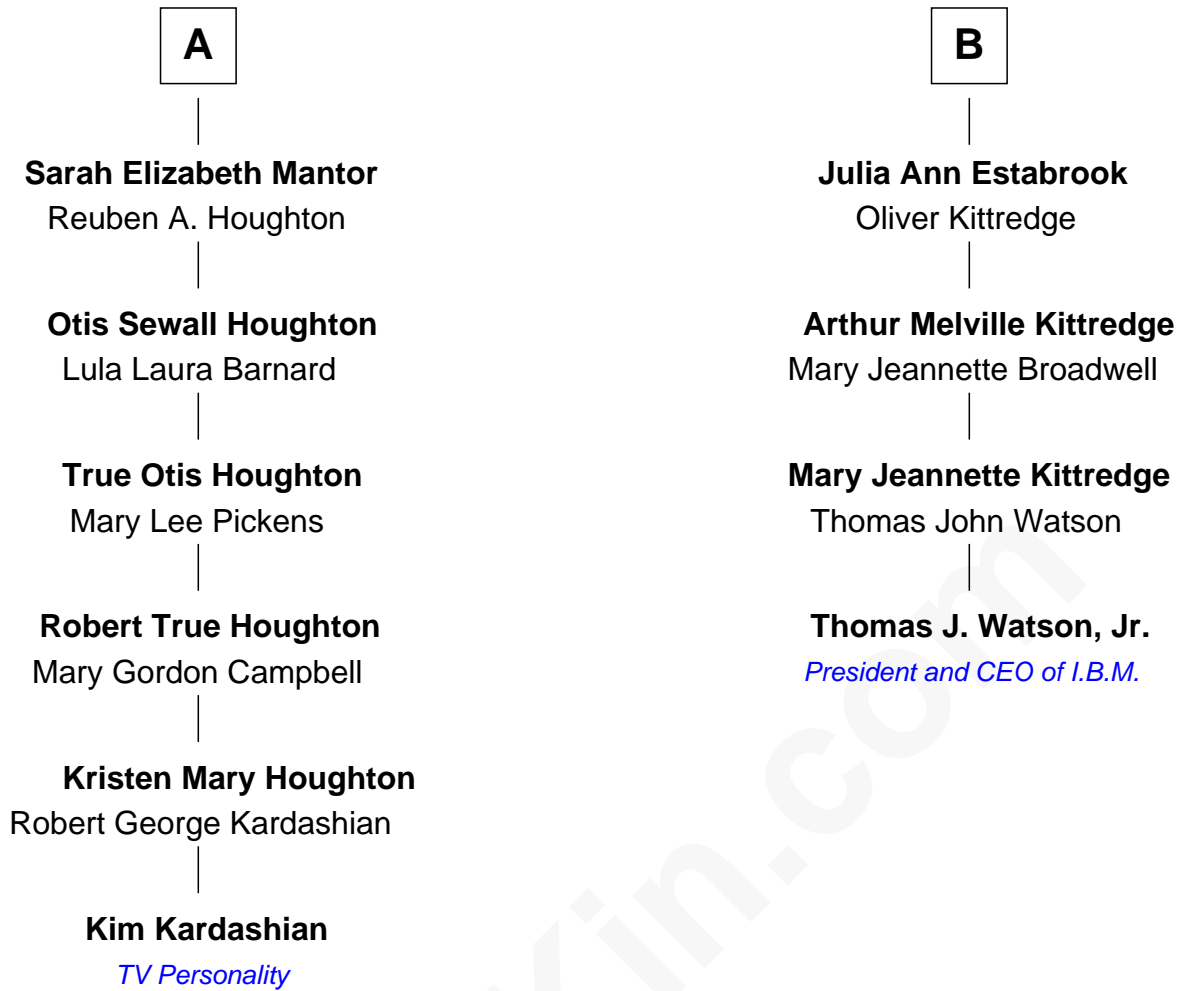 A
Sarah Elizabeth Mantor
Reuben A. Houghton
Otis Sewall Houghton
Lula Laura Barnard
True Otis Houghton
Mary Lee Pickens
Robert True Houghton
Mary Gordon Campbell
Kristen Mary Houghton
Robert George Kardashian
Kim Kardashian
TV Personality
B
Julia Ann Estabrook
Oliver Kittredge
Arthur Melville Kittredge
Mary Jeannette Broadwell
Mary Jeannette Kittredge
Thomas John Watson
Thomas J. Watson, Jr.
President and CEO of I.B.M.